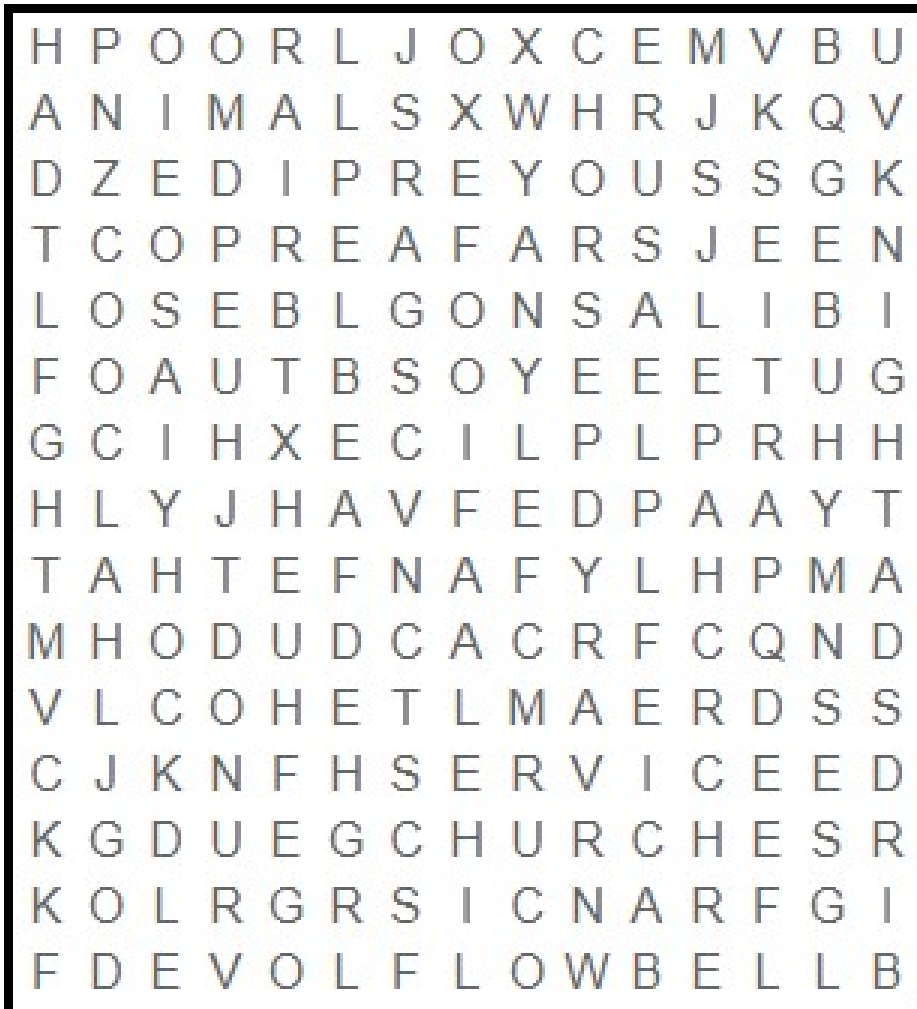 H P O O R L J O X C E M V B U
A N I M A L S X W H R J K Q V
D Z E D I P R E Y O U S S G K
T C O P R E A F A R S J E E N
L O S E B L G O N S A L I B I
F O A U T B S O Y E E E T U G
G C I H X E C I L P L P R H H
H L Y J H A V F E D P A A Y T
T A H T E F N A F Y L H P M A
M H O D U D C A C R F C Q N D
V L C O H E T L M A E R D S S
C J K N F H S E R V I C E E D
K G D U E G C H U R C H E S R
K O L R G R S I C N A R F G I
F D E V O L F L O W B E L L B